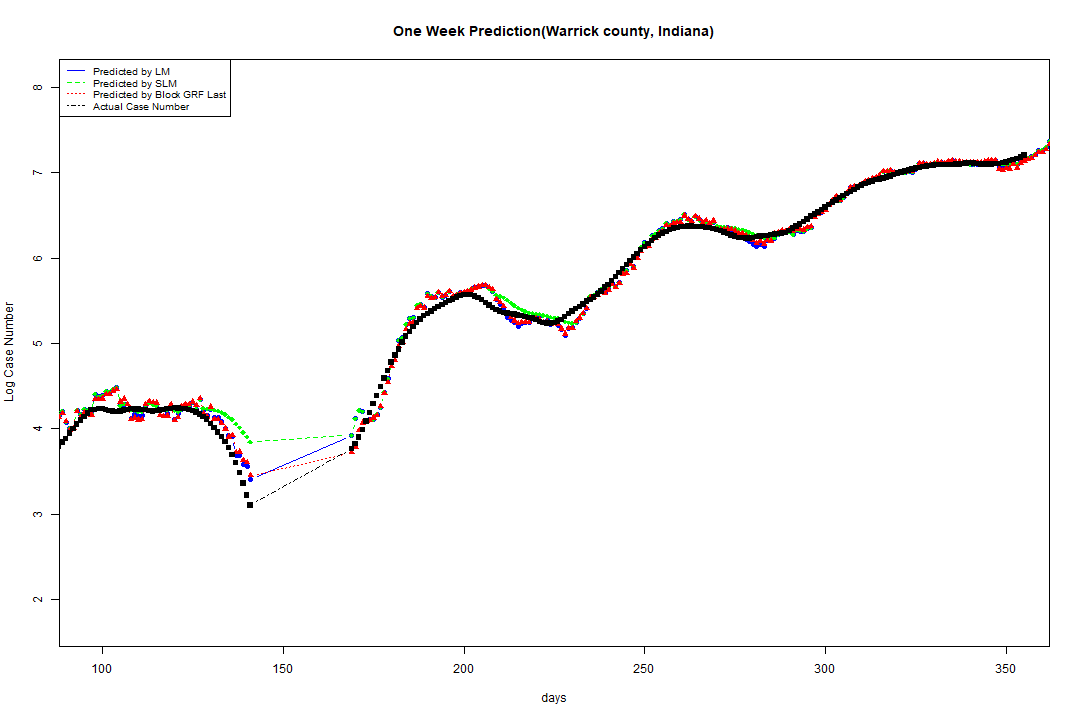 One Week Prediction(Warrick county, Indiana)
Predicted by LM
Predicted by SLM
Predicted by Block GRF Last
Actual Case Number
8
7
6
5
4
3
2
Log Case Number
100 150 200 250 300 350
days